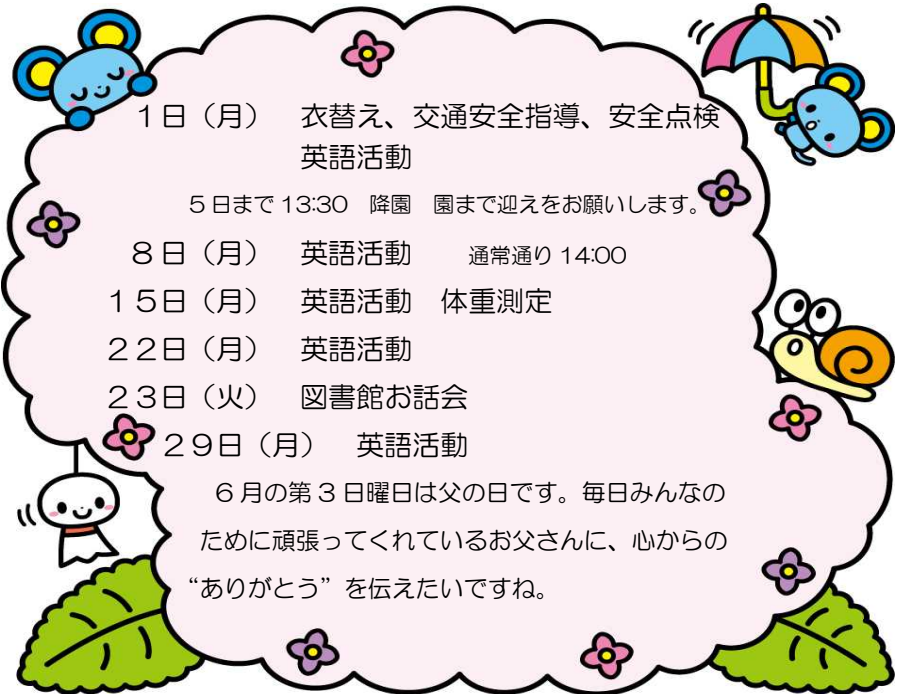 １日（月）　衣替え、交通安全指導、安全点検
英語活動
５日まで 13:30　降園　園まで迎えをお願いします。
８日（月）　英語活動　　通常通り 14:00
１５日（月）　英語活動　体重測定
２２日（月）　英語活動
２３日（火）　図書館お話会
２９日（月）　英語活動
６月の第３日曜日は父の日です。毎日みんなの
ために頑張ってくれているお父さんに、心からの
“ありがとう”を伝えたいですね。